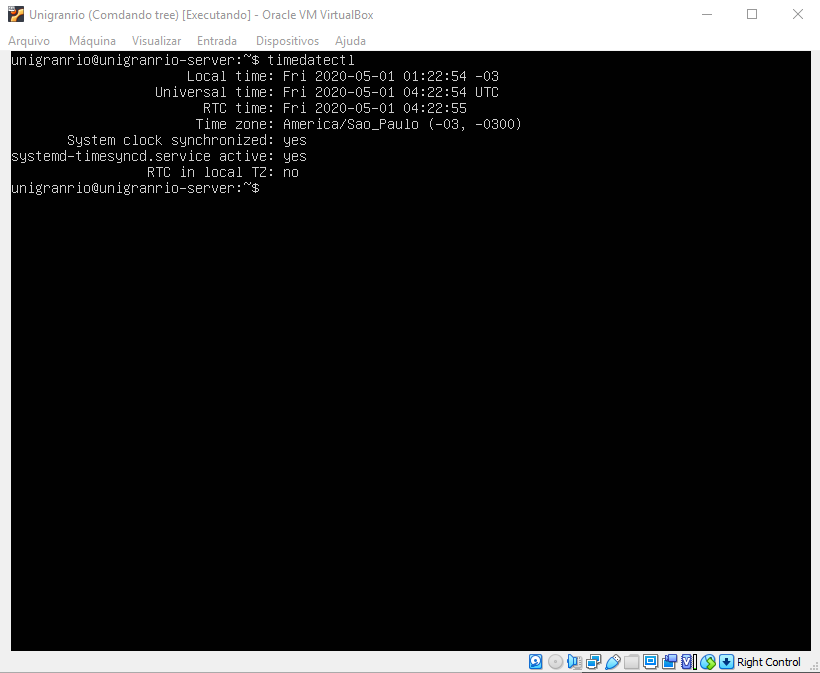 Unigranrio (Comdando tree) [Executando] - Oracle VM VirtualBox
Arquivo Máquina Visualizar Entrada Dispositivos Ajuda
unigranrio@unigranrio-server:~$ timedatectl
Local time: Fri 2020-05-01 01:22:54 -03
Universal time: Fri 2020-05-01 04:22:54 UTC
RTC time: Fri 2020-05-01 04:22:55
Time zone: America/Sao_Paulo (-03, -0300)
System clock synchronized: yes
systemd-timesyncd.service active: yes
RTC in local TZ: no
unigranrio@unigranrio-server:~$
Right Control